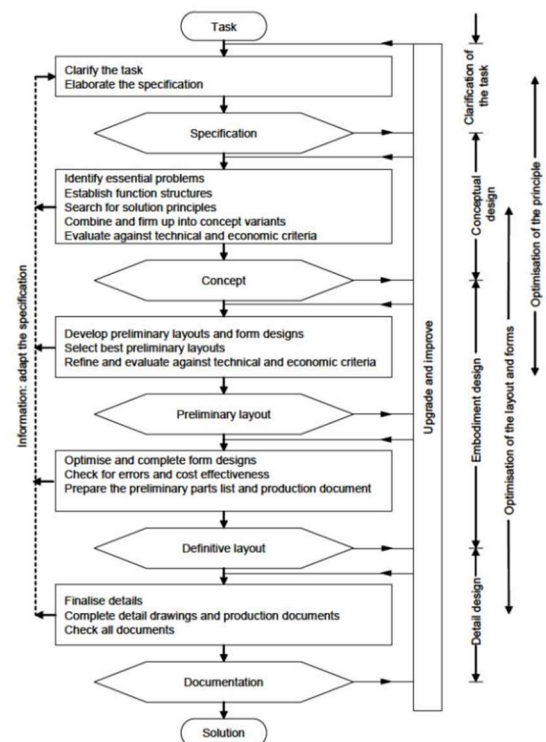 Task
Clarify the task
Elaborate the specification
Specification
Identify essential problems
Establish function structures
Search for solution principles
Combine and firm up into concept variants
Evaluate against technical and economic criteria
Concept
Develop preliminary layouts and form designs
Select best preliminary layouts
Refine and evaluate against technical and economic criteria
Preliminary layout
Optimise and complete form designs
Check for errors and cost effectiveness
Prepare the preliminary parts list and production document
Definitive layout
Finalise details
Complete detail drawings and production documents
Check all documents
Documentation
Solution
Information: adapt the specification
Upgrade and improve
Clarification of
the task
Conceptual
design
Embodiment design
Detail design
Optimisation of the layout and forms
Optimisation of the principle